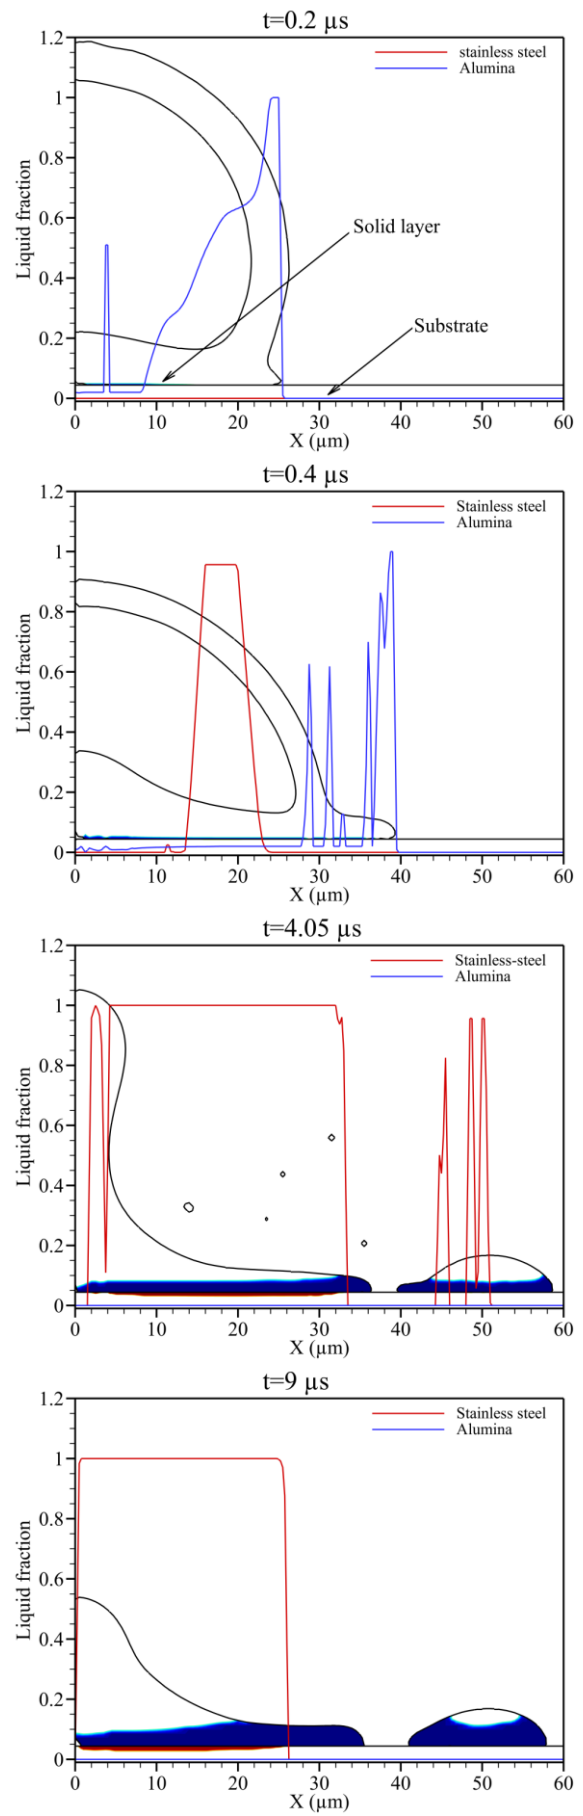 t=0.2 µs
1.2
stainless steel
Alumina
1
0.8
0.6
Solid layer
0.4
Substrate
0.2
0
Liquid fraction
0 10 20 30 40 50 60
X (µm)
t=0.4 µs
1.2
Stainless steel
Alumina
1
0.8
0.6
0.4
0.2
0
Liquid fraction
0 10 20 30 40 50 60
X (µm)
t=4.05 µs
1.2
Stainless-steel
Alumina
1
0.8
0.6
0.4
0.2
0
Liquid fraction
0 10 20 30 40 50 60
X (µm)
t=9 µs
1.2
Stainless steel
Alumina
1
0.8
0.6
0.4
0.2
0
Liquid fraction
0 10 20 30 40 50 60
X (µm)